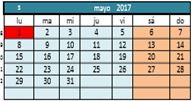 s mayo 2017
lu ma mi ju vi sá do
1 2 3 4 5 6 7
8 9 10 11 12 13 14
15 16 17 18 19 20 21
22 23 24 25 26 27 28
29 30 31